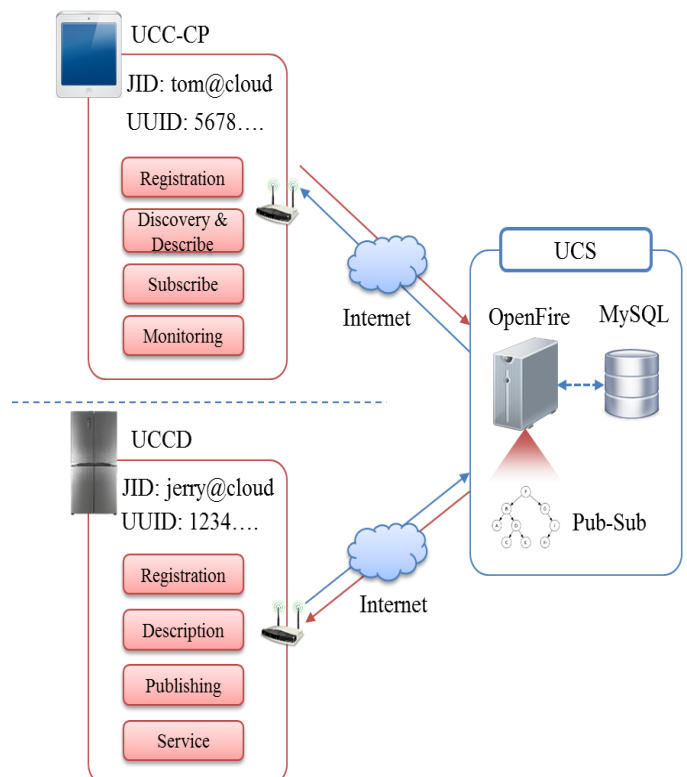 UCC-CP
JID: tom@cloud
UUID: 5678….
Registration
Discovery &
Describe
Subscribe
Monitoring
Internet
UCS
OpenFire
MySQL
Pub-Sub
UCCD
JID: jerry@cloud
UUID: 1234….
Registration
Description
Publishing
Service
Internet